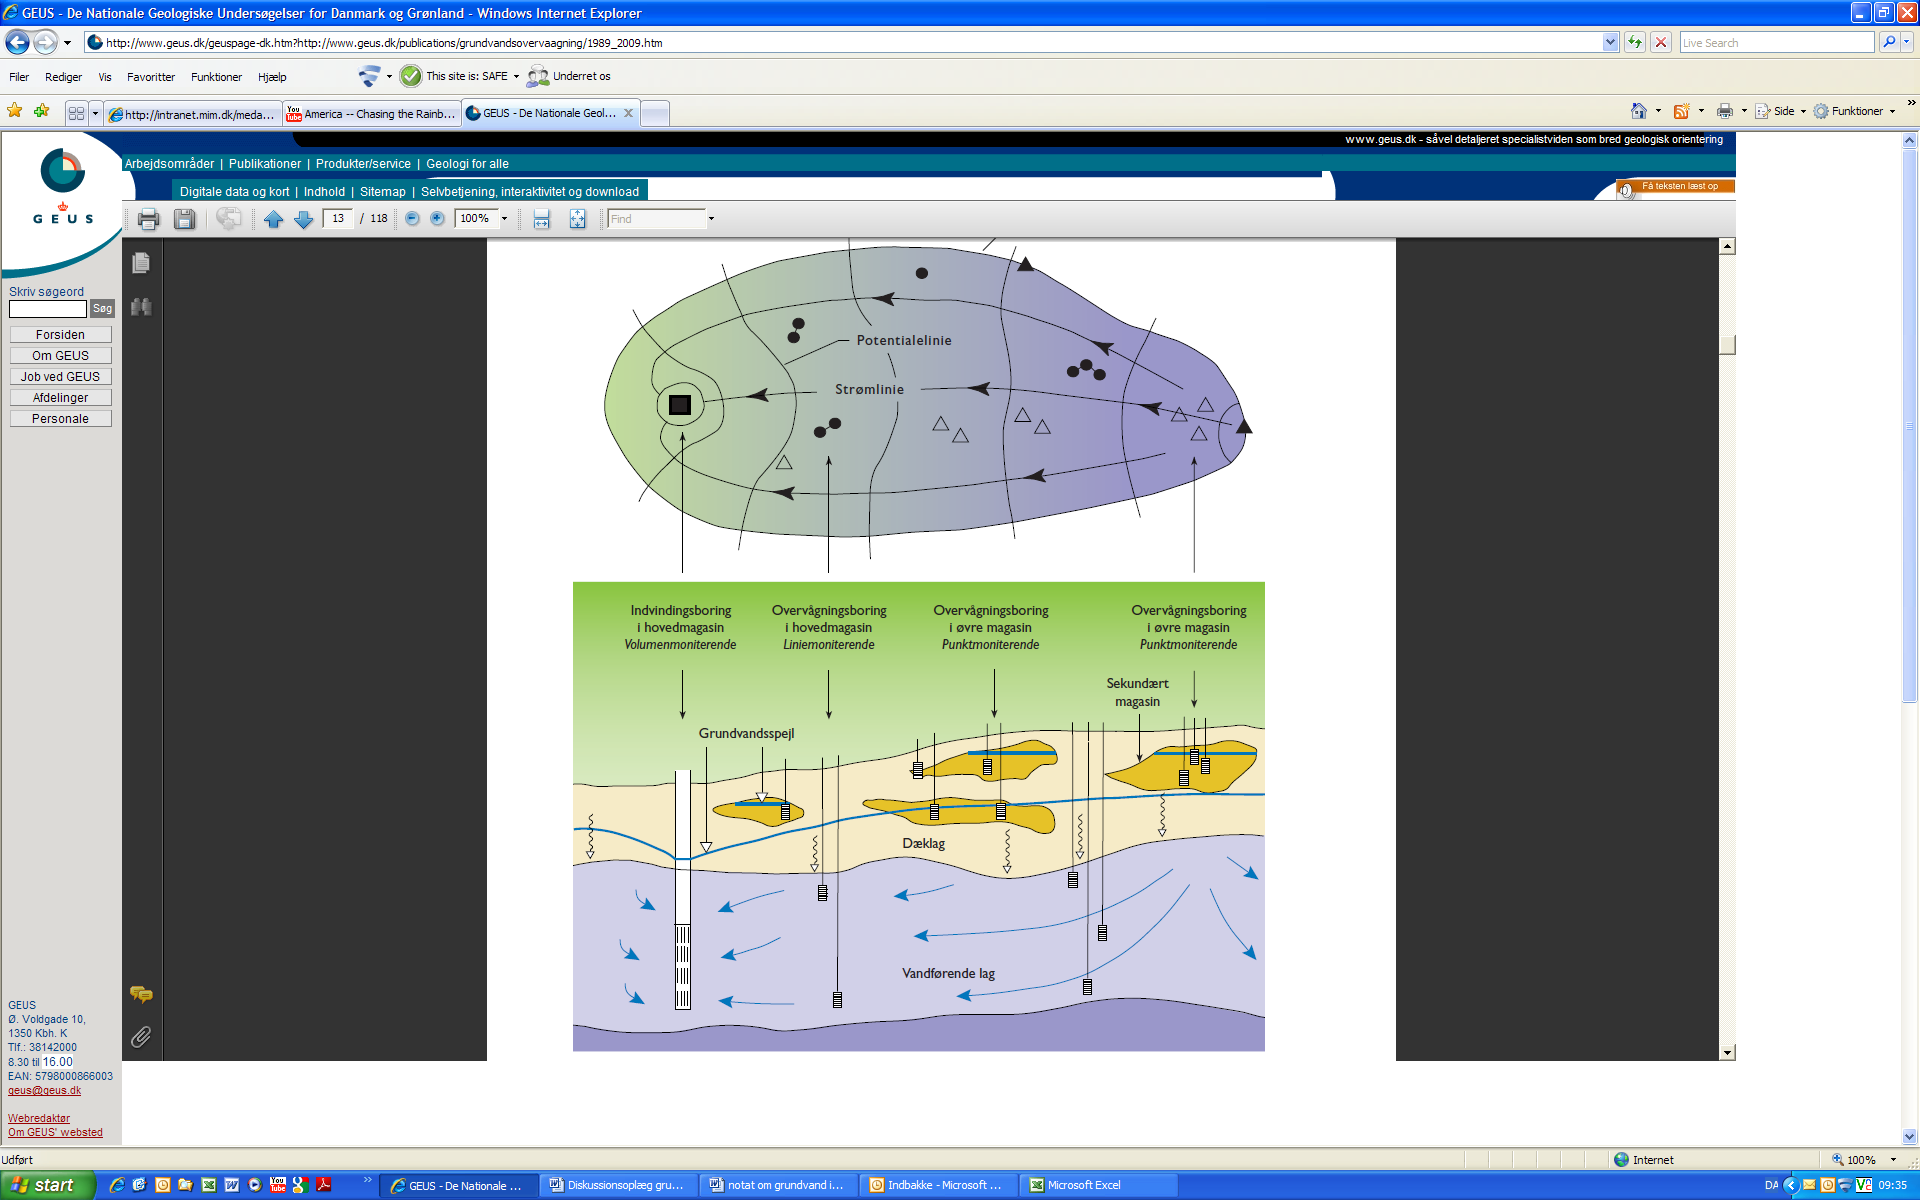 GEUS - De Nationale Geologiske Undersøgelser for Danmark og Grønland - Windows Internet Explorer
http://www.geus.dk/geuspage-dk.htm?http://www.geus.dk/publications/grundvandsovervaagning/1989_2009.htm
Live Search
Filer Rediger Vis Favoritter Funktioner Hjælp
This site is: SAFE
Underret os
http://intranet.mim.dk/meda...
You Tube
America -- Chasing the Rainb...
GEUS - De Nationale Geol...
Side
Funktioner
www.geus.dk - såvel detaljeret specialistviden som bred geologisk orientering
Arbejdsområder | Publikationer | Produkter/service | Geologi for alle
Digitale data og kort | Indhold | Sitemap | Selvbetjening, interaktivitet og download
Få teksten læst op
GEUS
13 / 118
100%
Find
Skriv søgeord
Søg
Forsiden
Om GEUS
Job ved GEUS
Afdelinger
Personale
Potentialelinie
Strømlinie
Indvindingsboring
i hovedmagasin
Volumenmoniterende
Overvågningsboring
i hovedmagasin
Liniemoniterende
Overvågningsboring
i øvre magasin
Punktmoniterende
Overvågningsboring
i øvre magasin
Punktmoniterende
Sekundært
magasin
Grundvandsspejl
Dæklag
Vandførende lag
GEUS
Ø. Voldgade 10,
1350 Kbh. K
Tlf.: 38142000
8.30 til 16.00
EAN: 5798000866003
geus@geus.dk
Webredaktør
Om GEUS' websted
Udført
Internet
100%
start
You Tube
GEUS - De Nationale ...
Diskussionsoplæg gru...
notat om grundvand i...
Indbakke - Microsoft ...
Microsoft Excel
DA
09:35